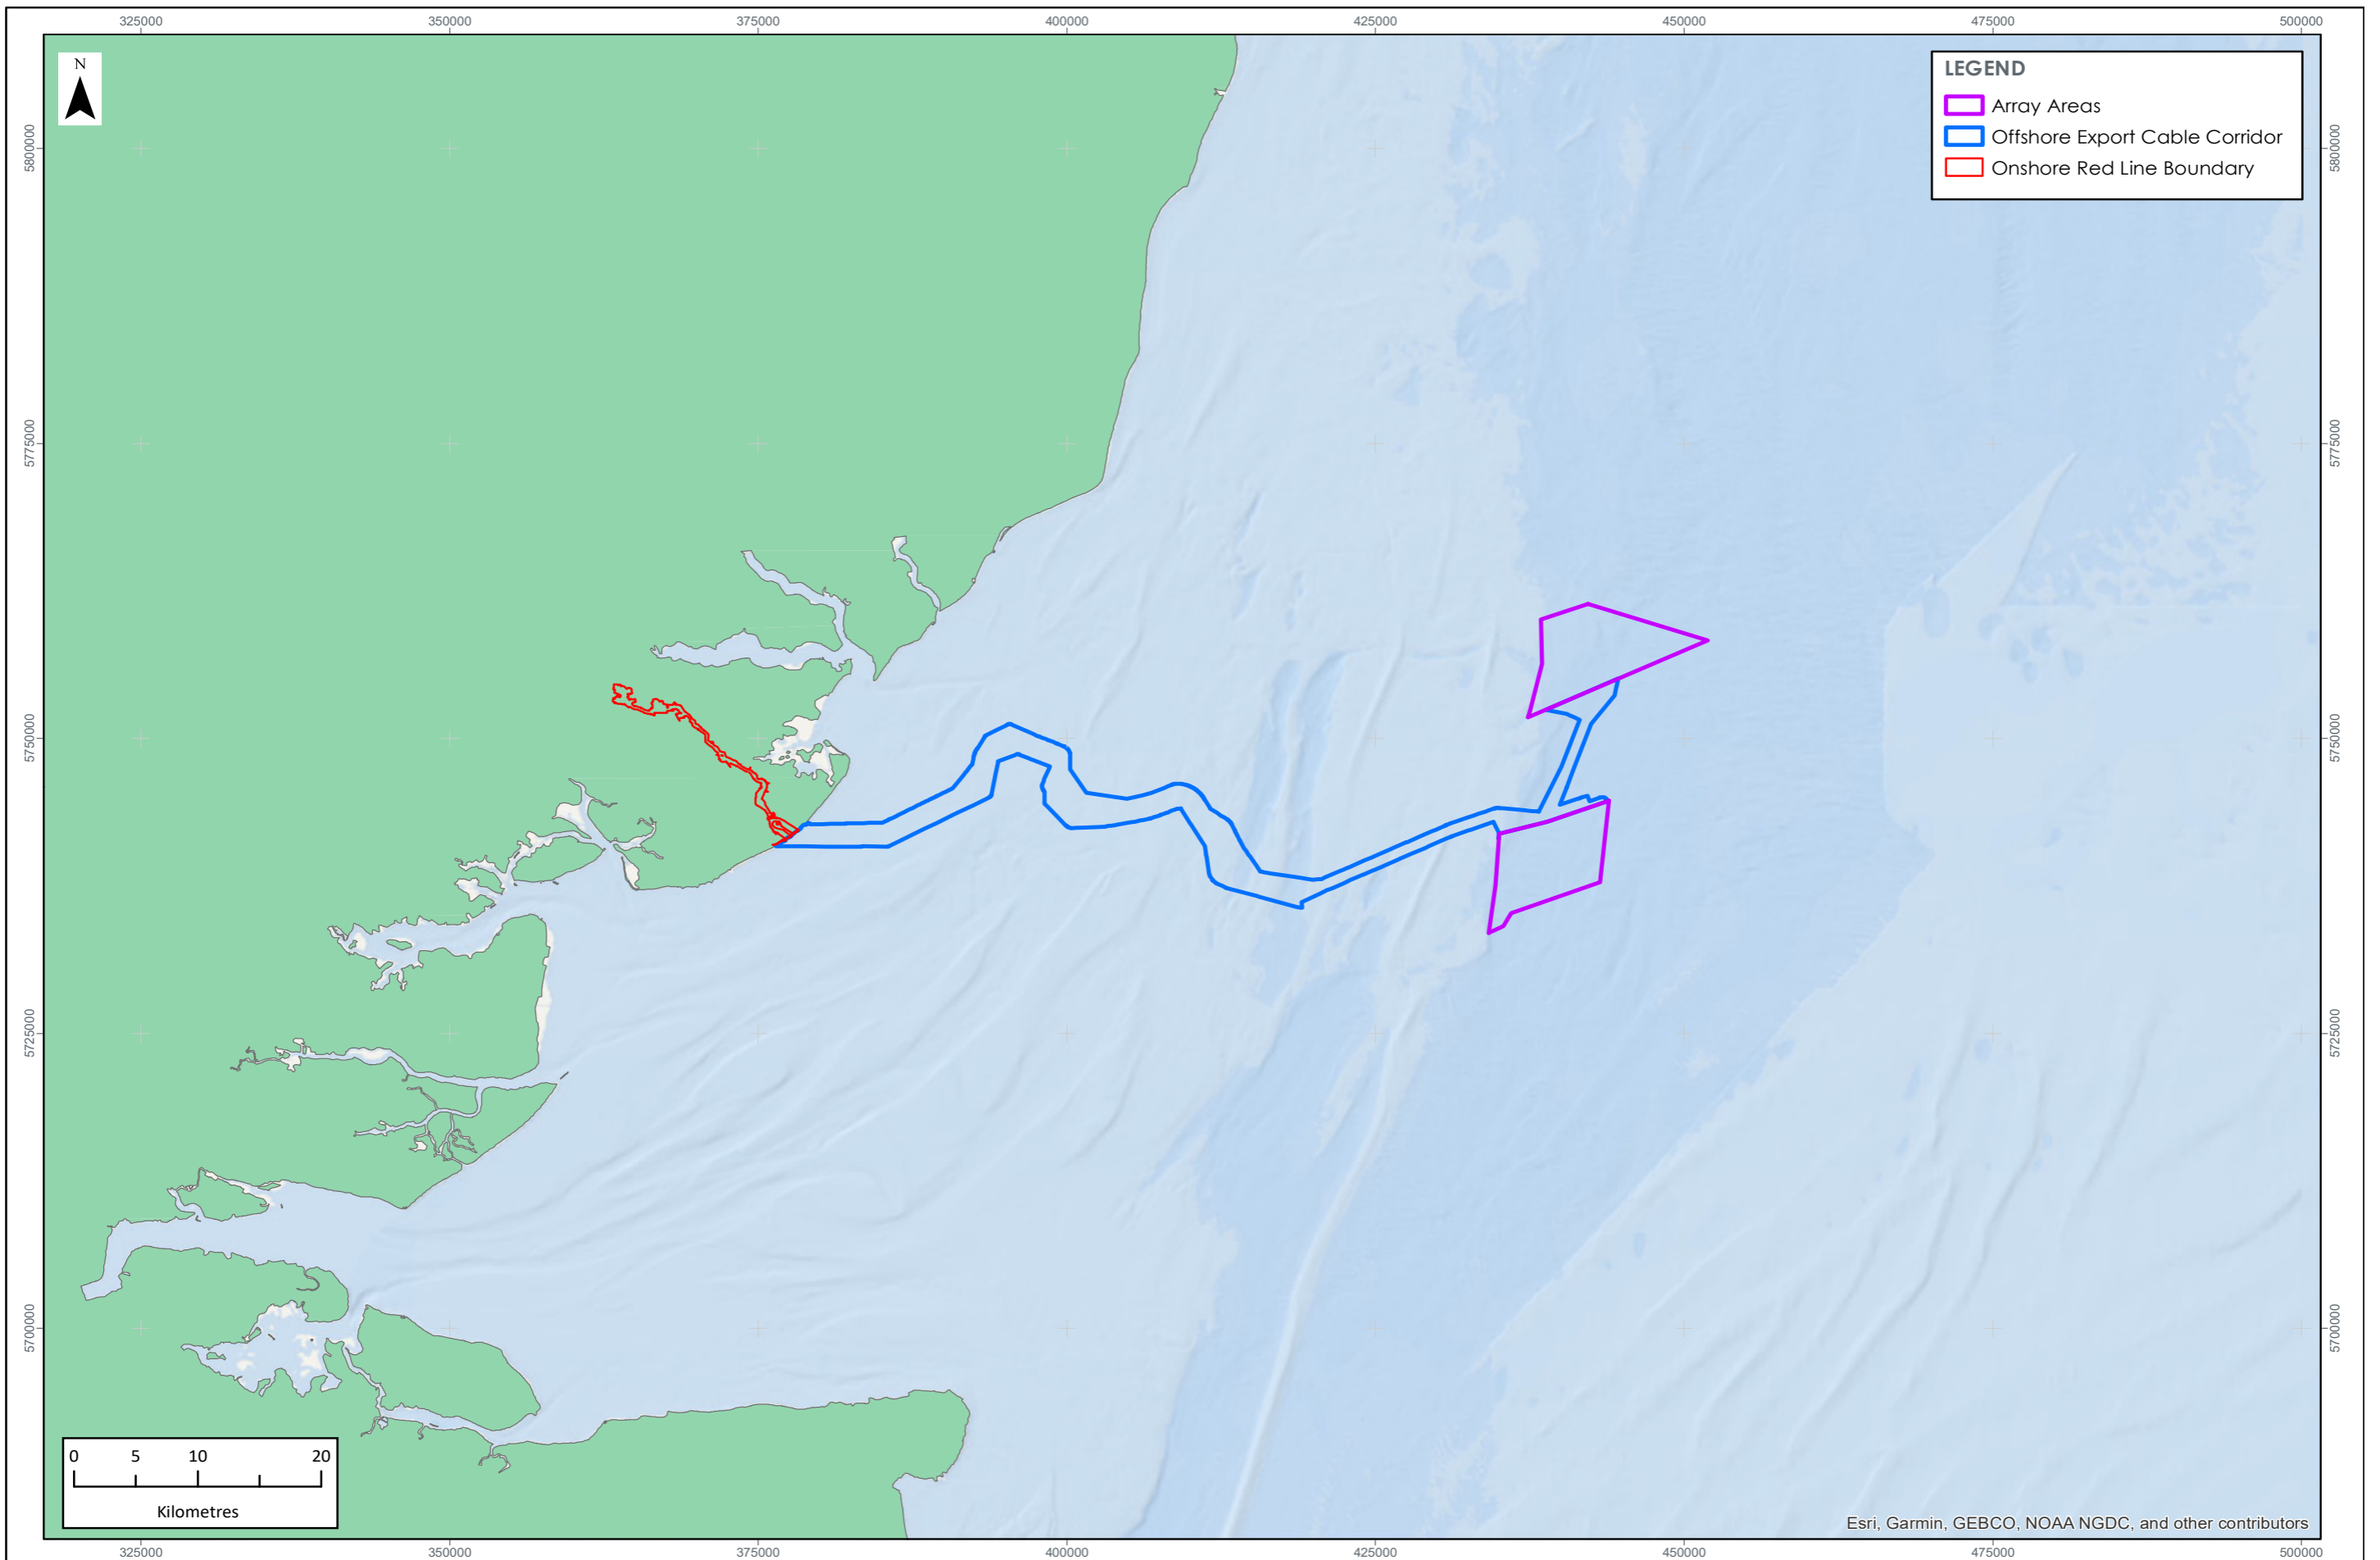 325000 350000 375000 400000 425000 450000 475000 500000
N
LEGEND
Array Areas
Offshore Export Cable Corridor
Onshore Red Line Boundary
5800000 5800000
5775000 5775000
5750000 5750000
5725000 5725000
5700000 5700000
0 5 10 20
Kilometres
Esri, Garmin, GEBCO, NOAA NGDC, and other contributors
325000 350000 375000 400000 425000 450000 475000 500000